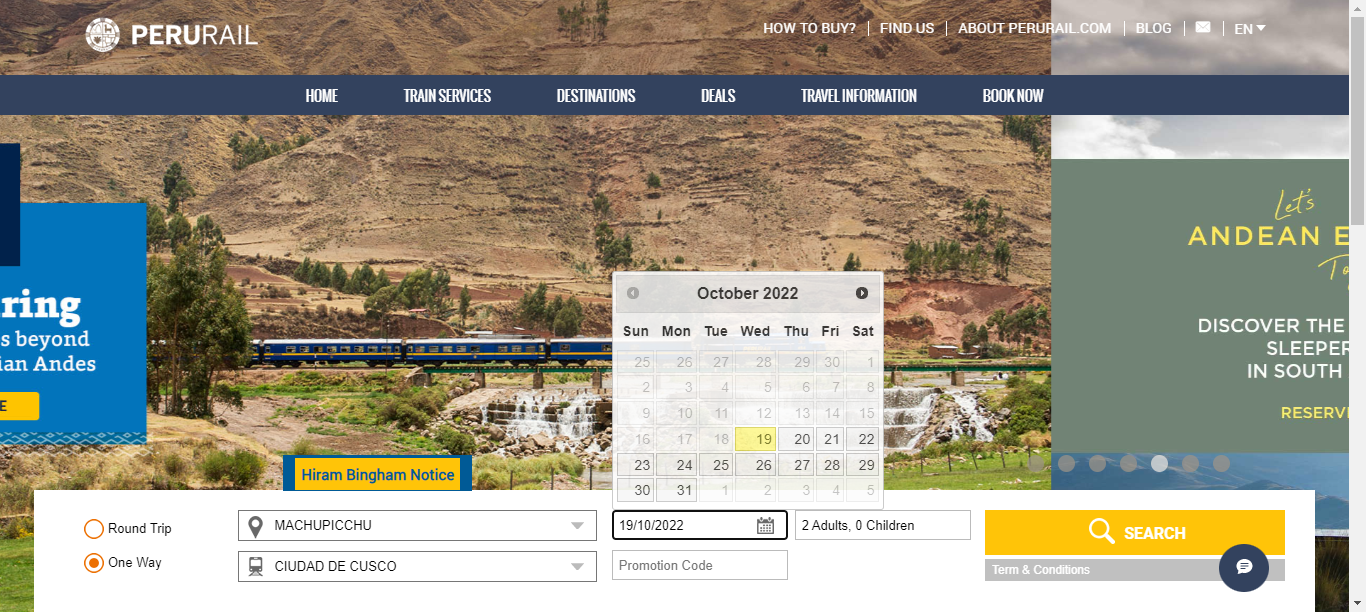 PERURAIL
HOW TO BUY?
FIND US
ABOUT PERURAIL.COM
BLOG
EN
HOME
TRAIN SERVICES
DESTINATIONS
DEALS
TRAVEL INFORMATION
BOOK NOW
Let's
ANDEAN E
To
DISCOVER THE
SLEEPER
IN SOUTH
RESERV
ring
s beyond
ian Andes
E
October 2022
Sun Mon Tue Wed Thu Fri Sat
25 26 27 28 29 30 1
2 3 4 5 6 7 8
9 10 11 12 13 14 15
16 17 18 19 20 21 22
23 24 25 26 27 28 29
30 31 1 2 3 4 5
Hiram Bingham Notice
Round Trip
One Way
MACHUPICCHU
CIUDAD DE CUSCO
19/10/2022
Promotion Code
2 Adults, 0 Children
SEARCH
Term & Conditions